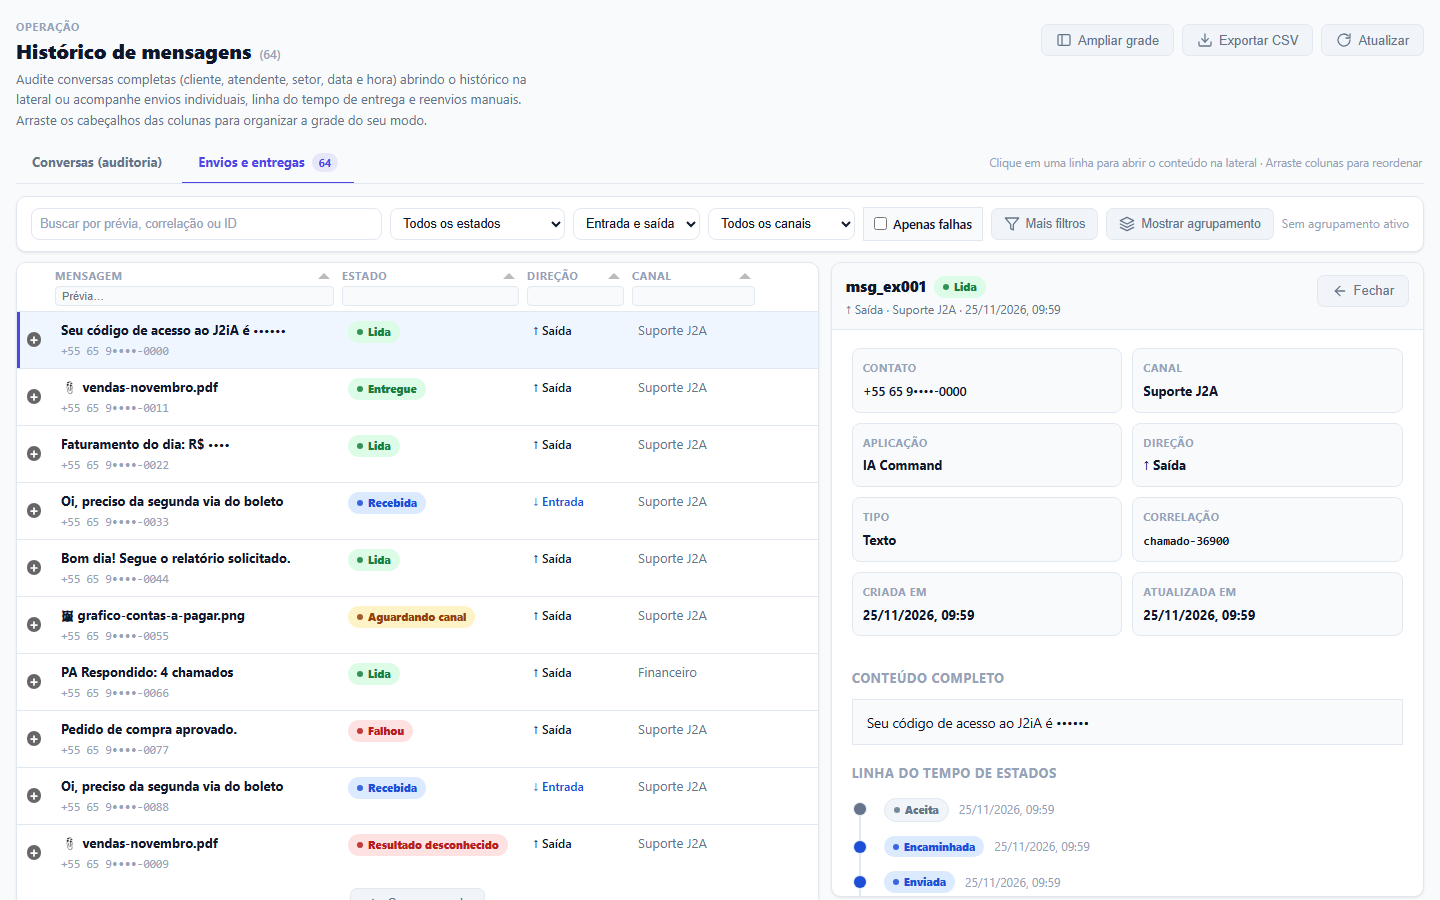 OPERAÇÃO
Histórico de mensagens (64)
Audite conversas completas (cliente, atendente, setor, data e hora) abrindo o histórico na
lateral ou acompanhe envios individuais, linha do tempo de entrega e reenvios manuais.
Arraste os cabeçalhos das colunas para organizar a grade do seu modo.
Ampliar grade
Exportar CSV
Atualizar
Conversas (auditoria)
Envios e entregas 64
Clique em uma linha para abrir o conteúdo na lateral · Arraste colunas para reordenar
Buscar por prévia, correlação ou ID
Todos os estados
Entrada e saída
Todos os canais
Apenas falhas
Mais filtros
Mostrar agrupamento
Sem agrupamento ativo
MENSAGEM ESTADO DIREÇÃO CANAL
Prévia...
Seu código de acesso ao J2iA é •••••• Lida ↑ Saída Suporte J2A
+55 65 9••••-0000
vendas-novembro.pdf Entregue ↑ Saída Suporte J2A
+55 65 9••••-0011
Faturamento do dia: R$ •••• Lida ↑ Saída Suporte J2A
+55 65 9••••-0022
Oi, preciso da segunda via do boleto Recebida ↓ Entrada Suporte J2A
+55 65 9••••-0033
Bom dia! Segue o relatório solicitado. Lida ↑ Saída Suporte J2A
+55 65 9••••-0044
grafico-contas-a-pagar.png Aguardando canal ↑ Saída Suporte J2A
+55 65 9••••-0055
PA Respondido: 4 chamados Lida ↑ Saída Financeiro
+55 65 9••••-0066
Pedido de compra aprovado. Falhou ↑ Saída Suporte J2A
+55 65 9••••-0077
Oi, preciso da segunda via do boleto Recebida ↓ Entrada Suporte J2A
+55 65 9••••-0088
vendas-novembro.pdf Resultado desconhecido ↑ Saída Suporte J2A
+55 65 9••••-0009
msg_ex001 Lida
↑ Saída · Suporte J2A · 25/11/2026, 09:59
Fechar
CONTATO
+55 65 9••••-0000
CANAL
Suporte J2A
APLICAÇÃO
IA Command
DIREÇÃO
↑ Saída
TIPO
Texto
CORRELAÇÃO
chamado-36900
CRIADA EM
25/11/2026, 09:59
ATUALIZADA EM
25/11/2026, 09:59
CONTEÚDO COMPLETO
Seu código de acesso ao J2iA é ••••••
LINHA DO TEMPO DE ESTADOS
Aceita 25/11/2026, 09:59
Encaminhada 25/11/2026, 09:59
Enviada 25/11/2026, 09:59